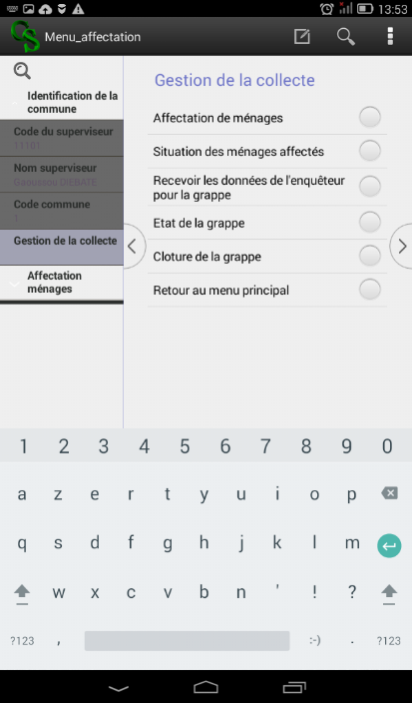 13:53
CS Menu_affectation
Identification de la
commune
Code du superviseur
11101
Nom superviseur
Code commune
1
Gestion de la collecte
Affectation
ménages
Gestion de la collecte
Affectation de ménages
Situation des ménages affectés
Recevoir les données de l'enquêteur
pour la grappe
Etat de la grappe
Cloture de la grappe
Retour au menu principal
1 2 3 4 5 6 7 8 9 0
a z e r t y u i o p
q s d f g h j k l m
w x c v b n ' ! ?
?123 , :-) . ?123